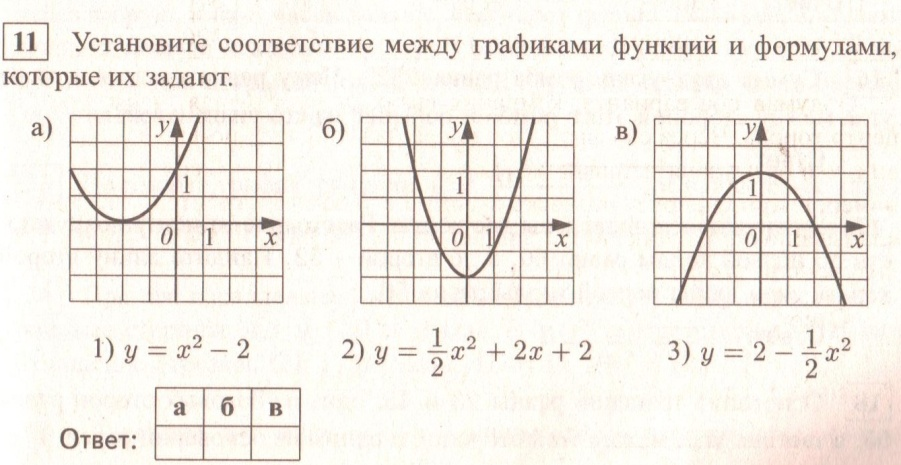 11 Установите соответствие между графиками функций и формулами,
которые их задают.
а) б) в)
y y y
1 1 1
0 1 x 0 1 x 0 1 x
1) y = x² − 2 2) y = ½x² + 2x + 2 3) y = 2 − ½x²
а б в
Ответ: